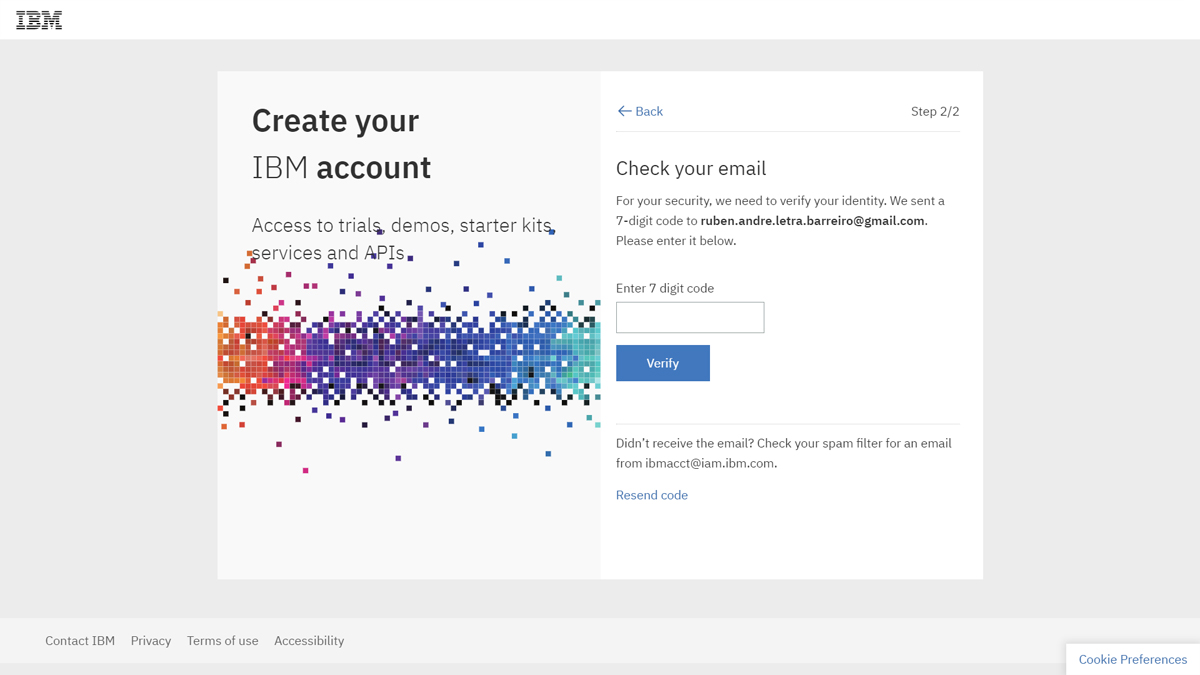 IBM
Create your
IBM account
Access to trials, demos, starter kits,
services and APIs.
Back
Step 2/2
Check your email
For your security, we need to verify your identity. We sent a
7-digit code to ruben.andre.letra.barreiro@gmail.com.
Please enter it below.
Enter 7 digit code
Verify
Didn’t receive the email? Check your spam filter for an email
from ibmacct@iam.ibm.com.
Resend code
Contact IBM
Privacy
Terms of use
Accessibility
Cookie Preferences